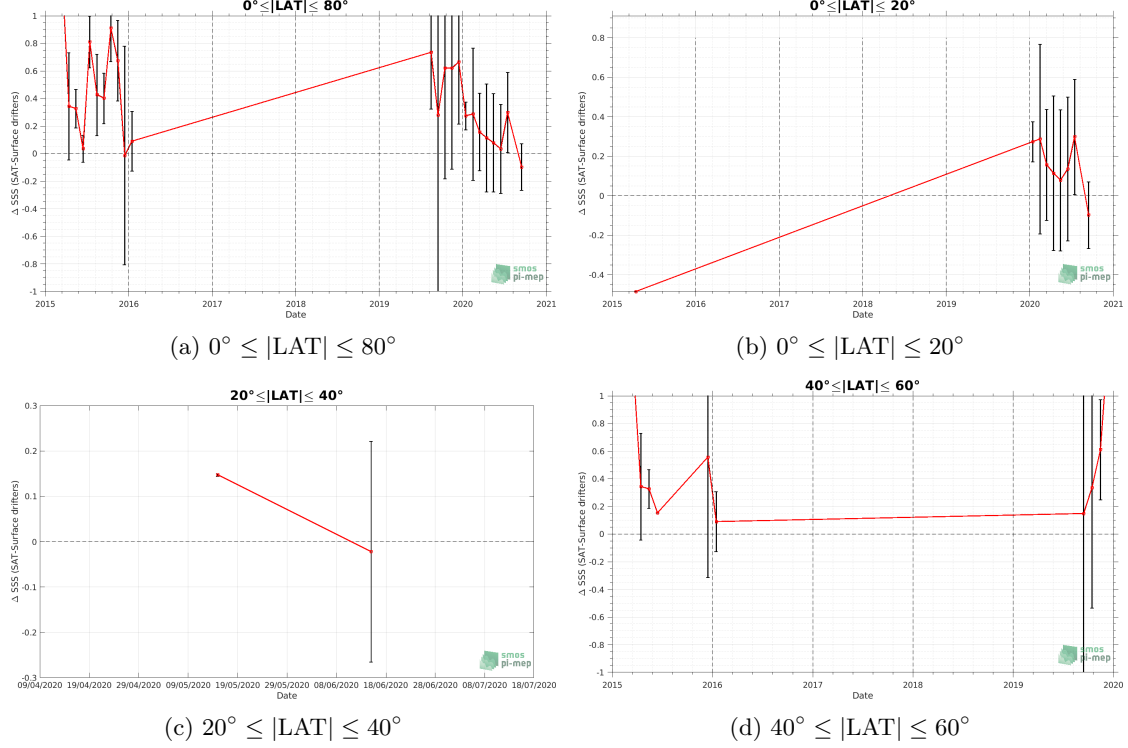 0°≤|LAT|≤ 80°
1
0.8
0.6
0.4
0.2
0
-0.2
-0.4
-0.6
-0.8
-1
Δ SSS (SAT-Surface drifters)
2015 2016 2017 2018 2019 2020 2021
Date
smos
pi-mep
(a) 0° ≤ |LAT| ≤ 80°
0°≤|LAT|≤ 20°
0.8
0.6
0.4
0.2
0
-0.2
-0.4
Δ SSS (SAT-Surface drifters)
2015 2016 2017 2018 2019 2020 2021
Date
smos
pi-mep
(b) 0° ≤ |LAT| ≤ 20°
20°≤|LAT|≤ 40°
0.3
0.2
0.1
0
-0.1
-0.2
-0.3
Δ SSS (SAT-Surface drifters)
09/04/2020 19/04/2020 29/04/2020 09/05/2020 19/05/2020 29/05/2020 08/06/2020 18/06/2020 28/06/2020 08/07/2020 18/07/2020
Date
smos
pi-mep
(c) 20° ≤ |LAT| ≤ 40°
40°≤|LAT|≤ 60°
1
0.8
0.6
0.4
0.2
0
-0.2
-0.4
-0.6
-0.8
-1
Δ SSS (SAT-Surface drifters)
2015 2016 2017 2018 2019 2020
Date
smos
pi-mep
(d) 40° ≤ |LAT| ≤ 60°